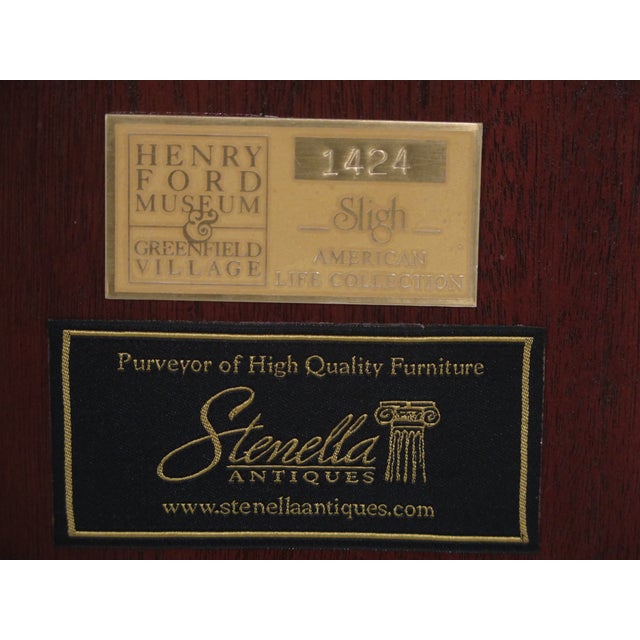 HENRY
FORD
MUSEUM
&
GREENFIELD
VILLAGE
1424
Sligh
AMERICAN
LIFE COLLECTION
Purveyor of High Quality Furniture
Stenella
ANTIQUES
www.stenellaantiques.com